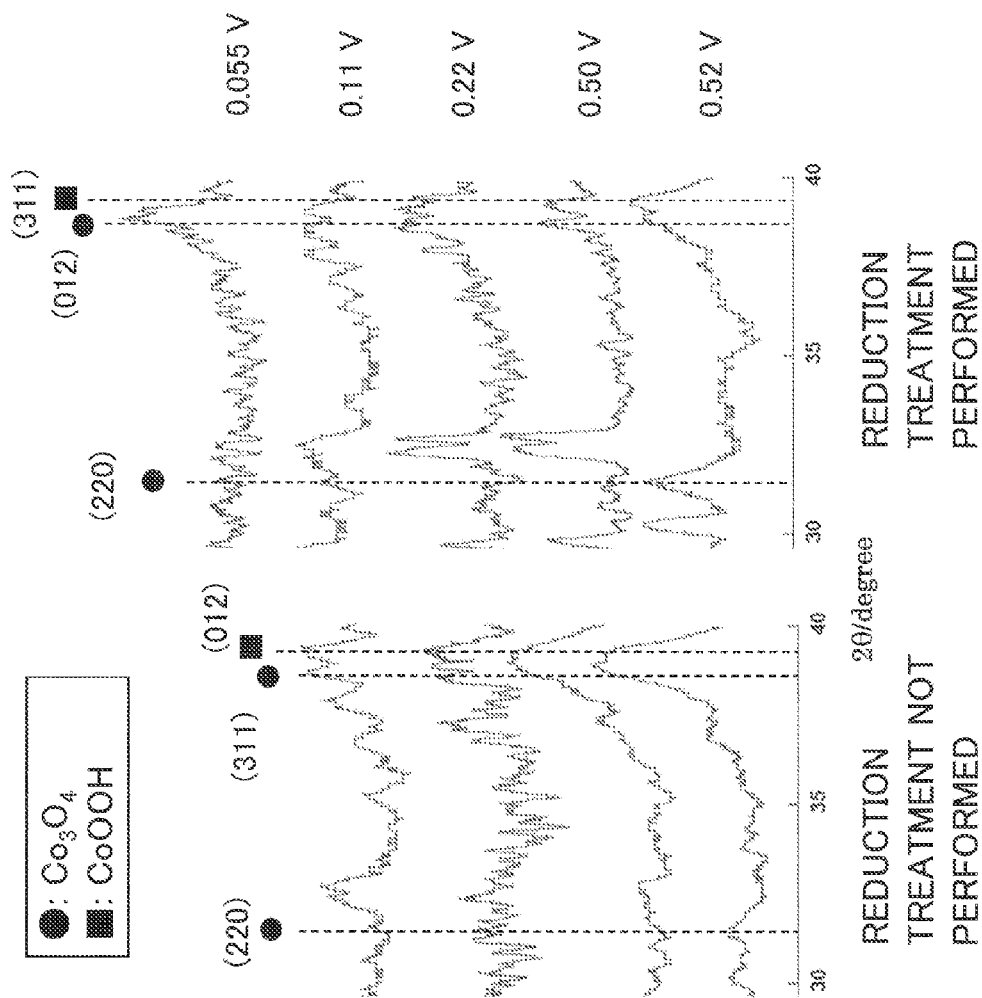 ●: Co₃O₄
■: CoOOH
(220)
(311)
(012)
30 35 40
REDUCTION
TREATMENT NOT
PERFORMED
2θ/degree
(220)
(012)
(311)
30 35 40
REDUCTION
TREATMENT
PERFORMED
0.055 V
0.11 V
0.22 V
0.50 V
0.52 V